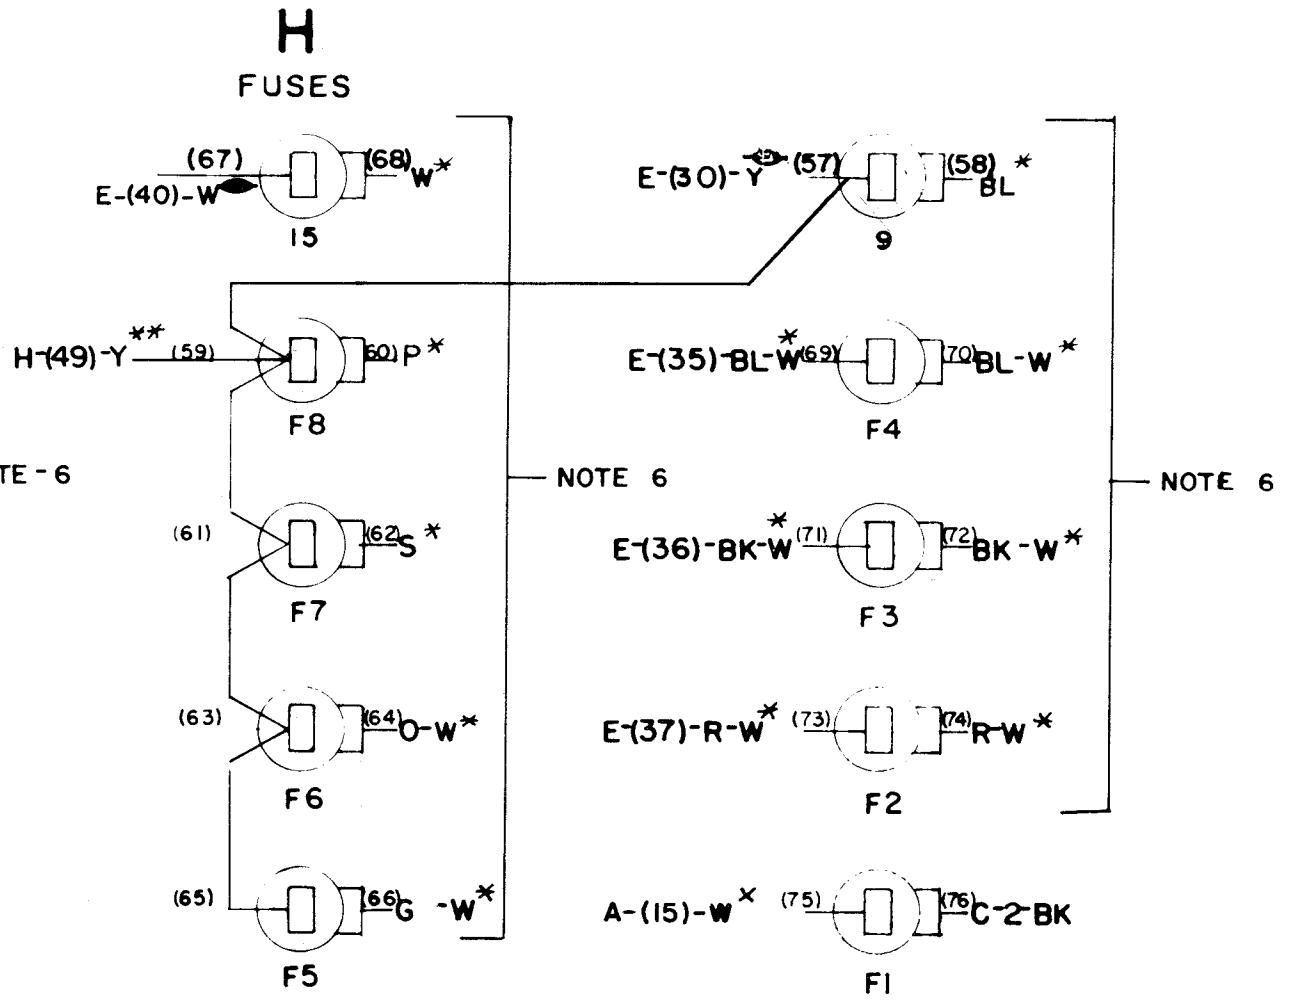 H
FUSES
(67) (68) W*
E-(40)-W
15
E-(30)-Y (57) (58) BL*
9
H-(49)-Y** (59) (60) P*
F8
E-(35)-BL-W* (69) (70) BL-W*
F4
TE-6
NOTE 6
NOTE 6
(61) (62) S*
F7
E-(36)-BK-W* (71) (72) BK-W*
F3
(63) (64) O-W*
F6
E-(37)-R-W* (73) (74) R-W*
F2
(65) (66) G -W*
F5
A-(15)-W* (75) (76) C-2-BK
F1